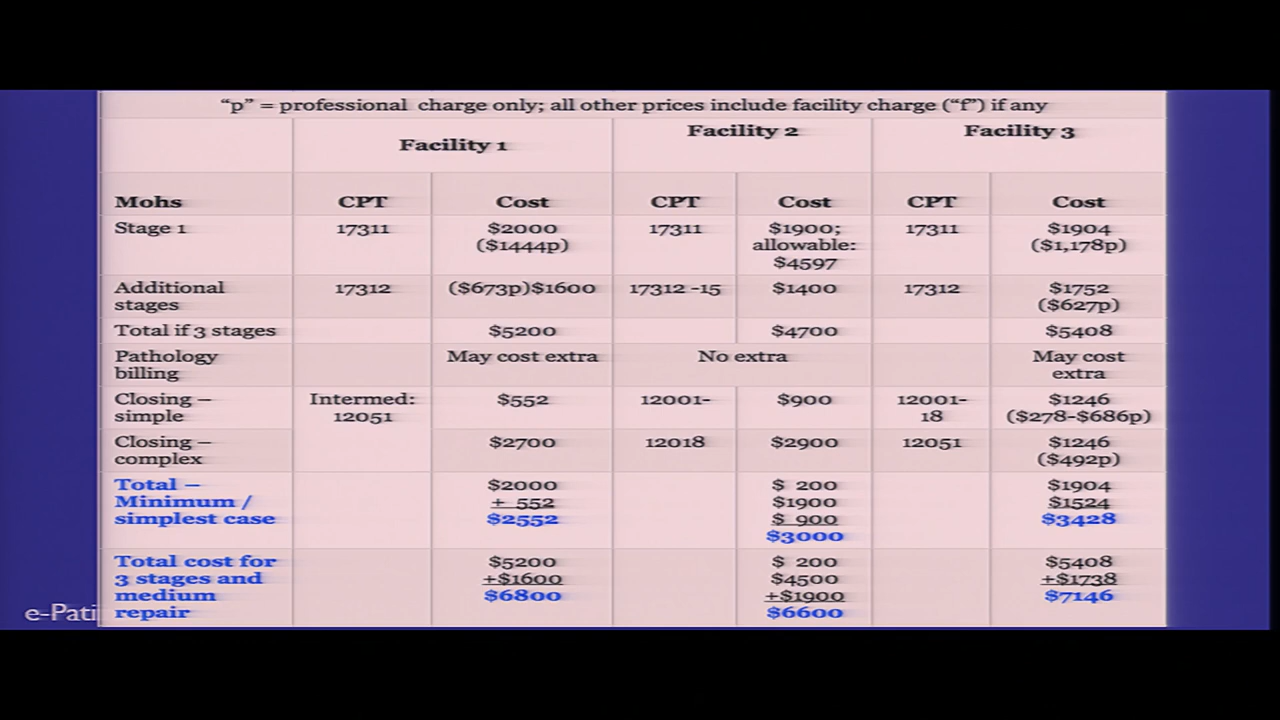 “p” = professional charge only; all other prices include facility charge (“f”) if any
Facility 1
Facility 2
Facility 3
Mohs CPT Cost CPT Cost CPT Cost
Stage 1 17311 $2000 17311 $1900; 17311 $1904
($1444p) allowable: ($1,178p)
$4597
Additional 17312 ($673p)$1600 17312 -15 $1400 17312 $1752
stages ($627p)
Total if 3 stages $5200 $4700 $5408
Pathology May cost extra No extra May cost
billing extra
Closing – Intermed: $552 12001- $900 12001- $1246
simple 12051 18 ($278-$686p)
Closing – $2700 12018 $2900 12051 $1246
complex ($492p)
Total – $2000 $ 200 $1904
Minimum / + 552 $1900 $1524
simplest case $2552 $ 900 $3428
$3000
Total cost for $5200 $ 200 $5408
3 stages and +$1600 $4500 +$1738
medium $6800 +$1900 $7146
repair $6600
e-Pati